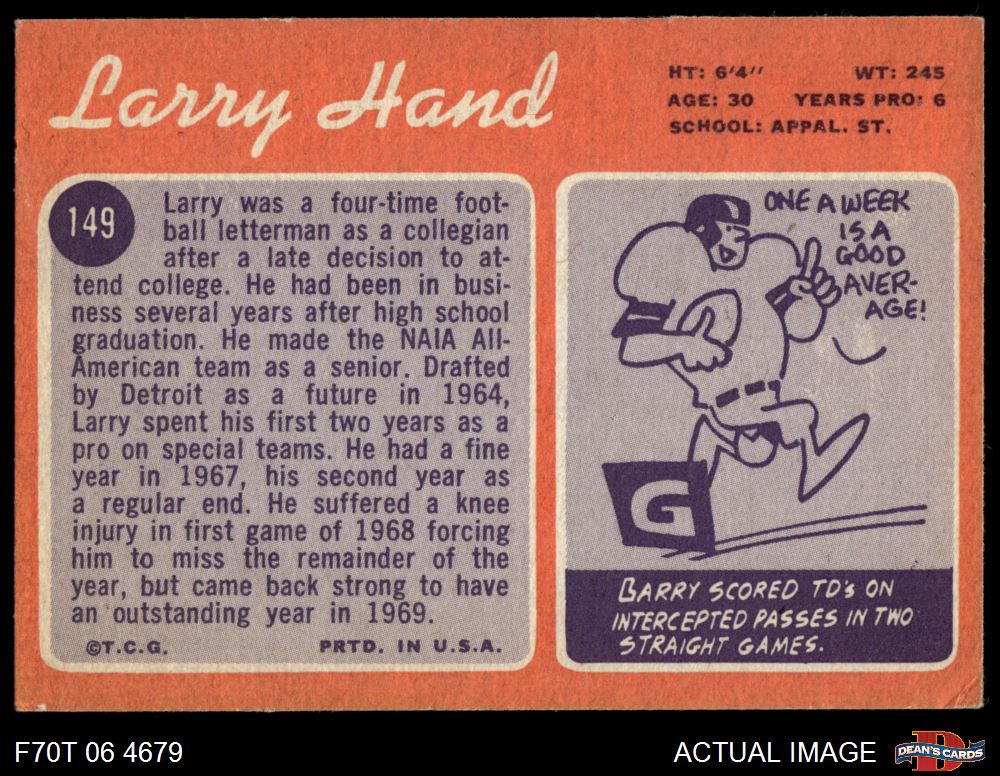 Larry Hand
HT: 6'4'' WT: 245
AGE: 30 YEARS PRO: 6
SCHOOL: APPAL. ST.
149
Larry was a four-time foot-
ball letterman as a collegian
after a late decision to at-
tend college. He had been in busi-
ness several years after high school
graduation. He made the NAIA All-
American team as a senior. Drafted
by Detroit as a future in 1964,
Larry spent his first two years as a
pro on special teams. He had a fine
year in 1967, his second year as
a regular end. He suffered a knee
injury in first game of 1968 forcing
him to miss the remainder of the
year, but came back strong to have
an outstanding year in 1969.
©T.C.G. PRTD. IN U.S.A.
ONE A WEEK
IS A
GOOD
AVER-
AGE!
G
BARRY SCORED TD's ON
INTERCEPTED PASSES IN TWO
STRAIGHT GAMES.
F70T 06 4679
ACTUAL IMAGE
D
DEAN'S CARDS